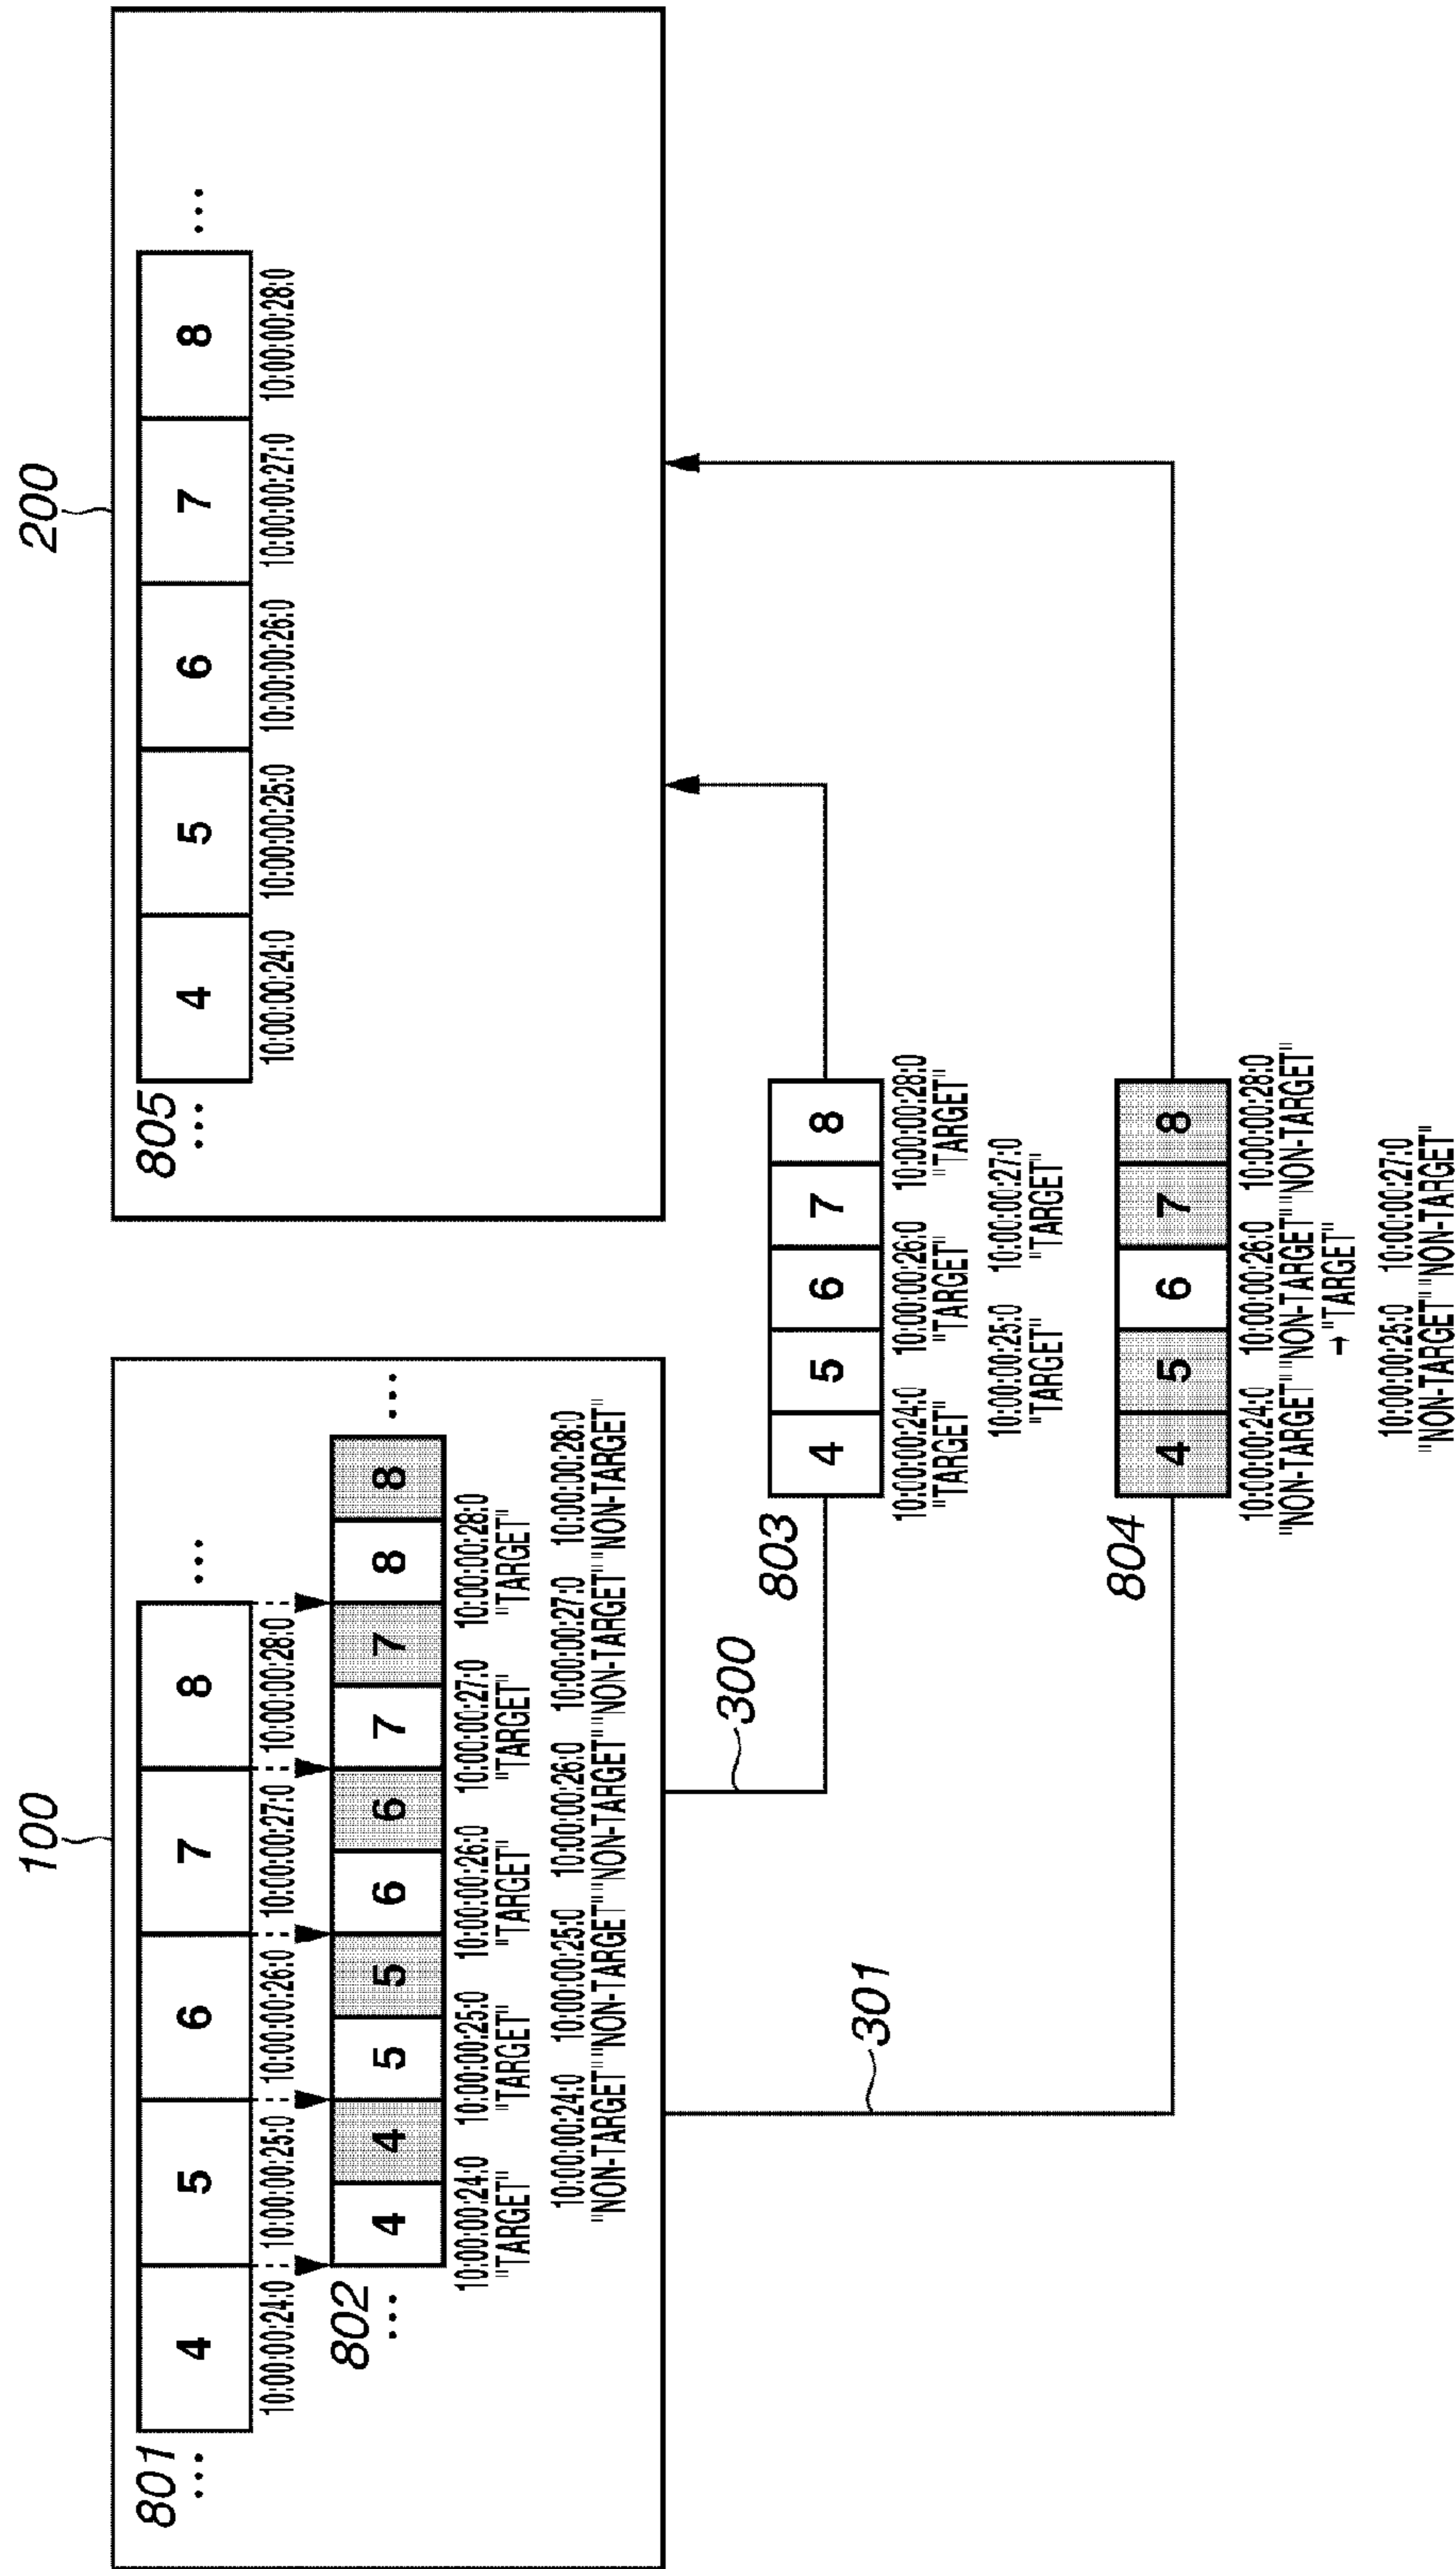 100
801
... 4 5 6 7 8 ...
10:00:00:24:0 10:00:00:25:0 10:00:00:26:0 10:00:00:27:0 10:00:00:28:0
802
... 4 4 5 5 6 6 7 7 8 8 ...
10:00:00:24:0 10:00:00:25:0 10:00:00:26:0 10:00:00:27:0 10:00:00:28:0
"TARGET" "TARGET" "TARGET" "TARGET" "TARGET"
10:00:00:24:0 10:00:00:25:0 10:00:00:26:0 10:00:00:27:0 10:00:00:28:0
"NON-TARGET" "NON-TARGET" "NON-TARGET" "NON-TARGET" "NON-TARGET"
200
805
... 4 5 6 7 8 ...
10:00:00:24:0 10:00:00:25:0 10:00:00:26:0 10:00:00:27:0 10:00:00:28:0
300
803
4 5 6 7 8
10:00:00:24:0 10:00:00:26:0 10:00:00:28:0
"TARGET" "TARGET" "TARGET"
10:00:00:25:0 10:00:00:27:0
"TARGET" "TARGET"
301
804
4 5 6 7 8
10:00:00:24:0 10:00:00:26:0 10:00:00:28:0
"NON-TARGET" "NON-TARGET" "NON-TARGET"
→ "TARGET"
10:00:00:25:0 10:00:00:27:0
"NON-TARGET" "NON-TARGET"